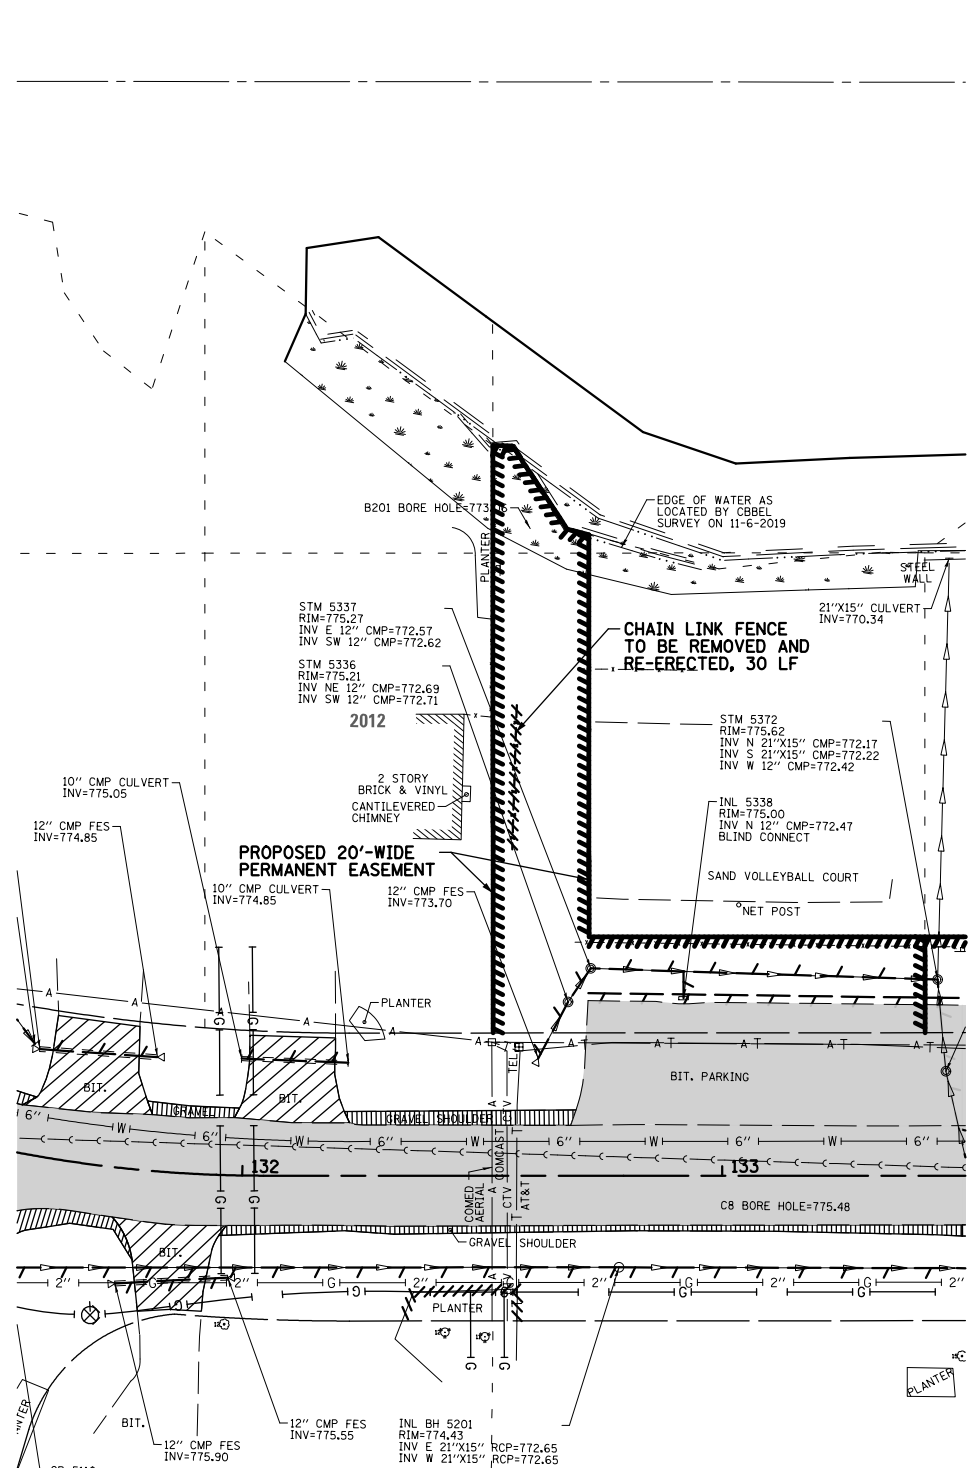 B201 BORE HOLE=773.
EDGE OF WATER AS
LOCATED BY CBBEL
SURVEY ON 11-6-2019
PLANTER
STEEL
WALL
21"X15" CULVERT
INV=770.34
STM 5337
RIM=775.27
INV E 12" CMP=772.57
INV SW 12" CMP=772.62
CHAIN LINK FENCE
TO BE REMOVED AND
RE-ERECTED, 30 LF
STM 5336
RIM=775.21
INV NE 12" CMP=772.69
INV SW 12" CMP=772.71
2012
STM 5372
RIM=775.62
INV N 21"X15" CMP=772.17
INV S 21"X15" CMP=772.22
INV W 12" CMP=772.42
10" CMP CULVERT
INV=775.05
2 STORY
BRICK & VINYL
CANTILEVERED
CHIMNEY
INL 5338
RIM=775.00
INV N 12" CMP=772.47
BLIND CONNECT
12" CMP FES
INV=774.85
PROPOSED 20'-WIDE
PERMANENT EASEMENT
SAND VOLLEYBALL COURT
10" CMP CULVERT
INV=774.85
12" CMP FES
INV=773.70
NET POST
A A A A
PLANTER
G G
A TEL A T A T A T A T
BIT. PARKING
BIT.
BIT.
GRAVEL
GRAVEL SHOULDER
6" W 6" W 6" W 6" W 6" W 6"
132
133
COMED
AERIAL
A COMCAST
CTV
AT&T
C8 BORE HOLE=775.48
G G
GRAVEL SHOULDER
BIT.
2" G 2" G 2" 2" G 2" G 2"
G G
PLANTER
G G
PLANTER
BIT.
12" CMP FES
INV=775.90
12" CMP FES
INV=775.55
INL BH 5201
RIM=774.43
INV E 21"X15" RCP=772.65
INV W 21"X15" RCP=772.65